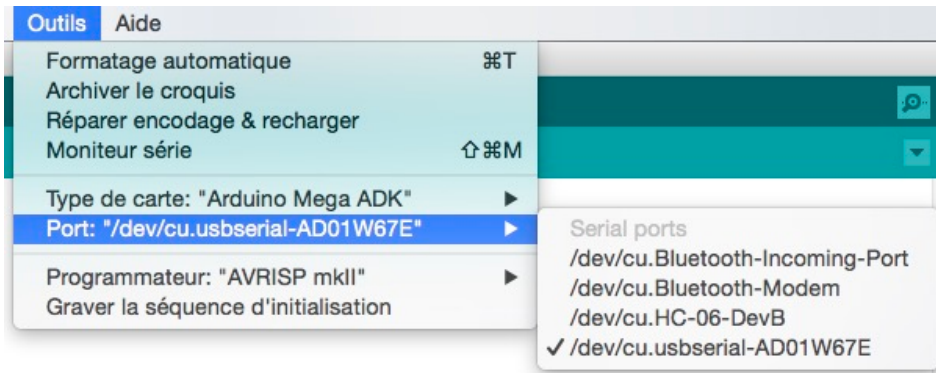 Outils Aide
Formatage automatique ⌘T
Archiver le croquis
Réparer encodage & recharger
Moniteur série ⇧⌘M
Type de carte: "Arduino Mega ADK" ▶
Port: "/dev/cu.usbserial-AD01W67E" ▶
Programmateur: "AVRISP mkII" ▶
Graver la séquence d'initialisation
Serial ports
/dev/cu.Bluetooth-Incoming-Port
/dev/cu.Bluetooth-Modem
/dev/cu.HC-06-DevB
✓ /dev/cu.usbserial-AD01W67E